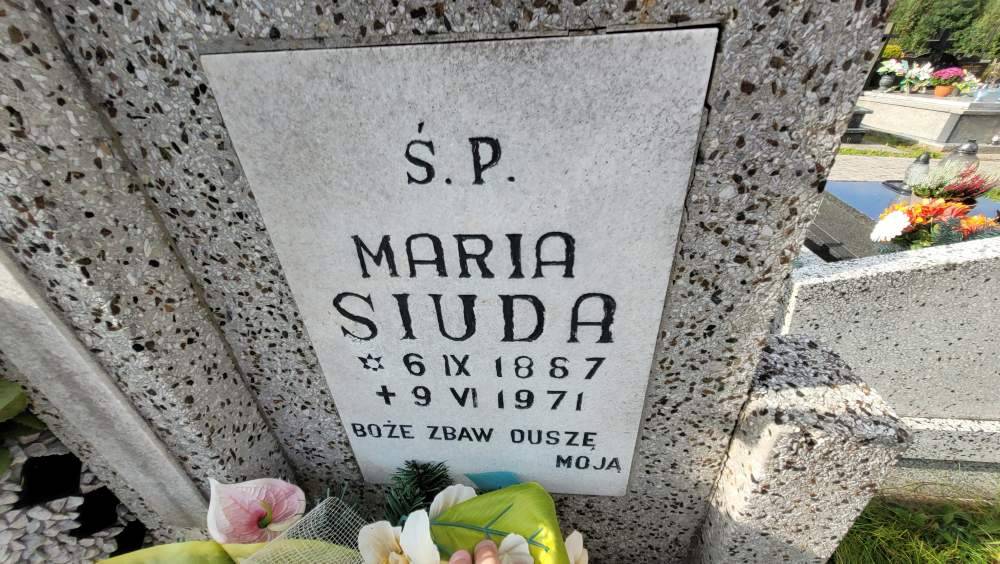 Ś.P.
MARIA
SIUDA
✡ 6 IX 1887
+ 9 VI 1971
BOŻE ZBAW DUSZĘ
MOJĄ